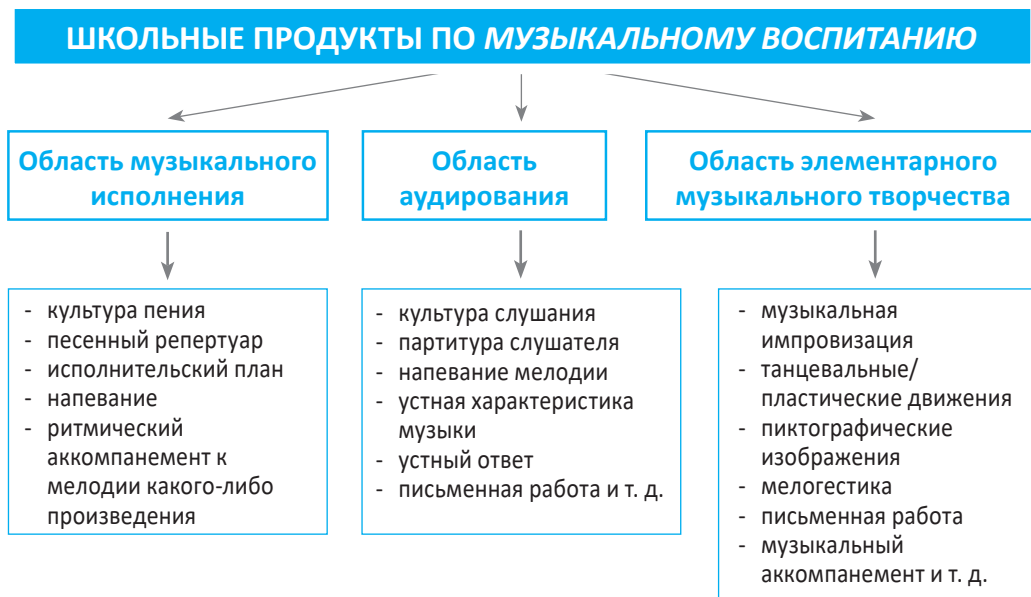 ШКОЛЬНЫЕ ПРОДУКТЫ ПО МУЗЫКАЛЬНОМУ ВОСПИТАНИЮ
Область музыкального
исполнения
Область
аудирования
Область элементарного
музыкального творчества
- культура пения
- песенный репертуар
- исполнительский план
- напевание
- ритмический
аккомпанемент к
мелодии какого-либо
произведения
- культура слушания
- партитура слушателя
- напевание мелодии
- устная характеристика
музыки
- устный ответ
- письменная работа и т. д.
- музыкальная
импровизация
- танцевальные/
пластические движения
- пиктографические
изображения
- мелогестика
- письменная работа
- музыкальный
аккомпанемент и т. д.